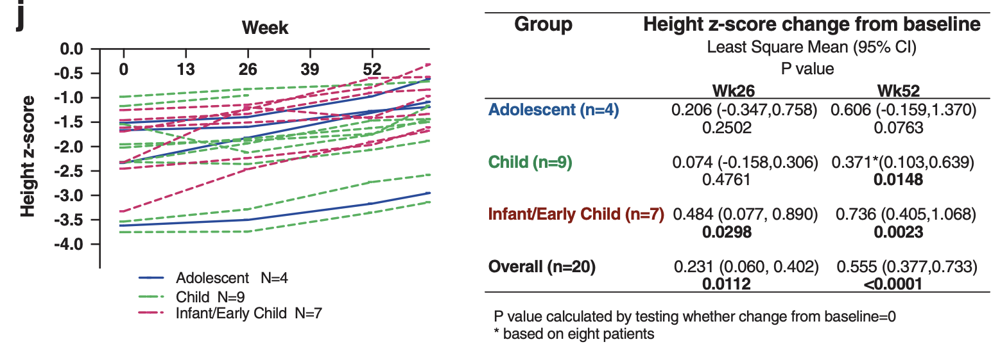 j
Week
0.0
0 13 26 39 52
-0.5
-1.0
-1.5
-2.0
-2.5
-3.0
-3.5
-4.0
Height z-score
Adolescent N=4
Child N=9
Infant/Early Child N=7
Group Height z-score change from baseline
Least Square Mean (95% CI)
P value
Wk26 Wk52
Adolescent (n=4) 0.206 (-0.347,0.758) 0.606 (-0.159,1.370)
0.2502 0.0763
Child (n=9) 0.074 (-0.158,0.306) 0.371*(0.103,0.639)
0.4761 0.0148
Infant/Early Child (n=7) 0.484 (0.077, 0.890) 0.736 (0.405,1.068)
0.0298 0.0023
Overall (n=20) 0.231 (0.060, 0.402) 0.555 (0.377,0.733)
0.0112 <0.0001
P value calculated by testing whether change from baseline=0
* based on eight patients